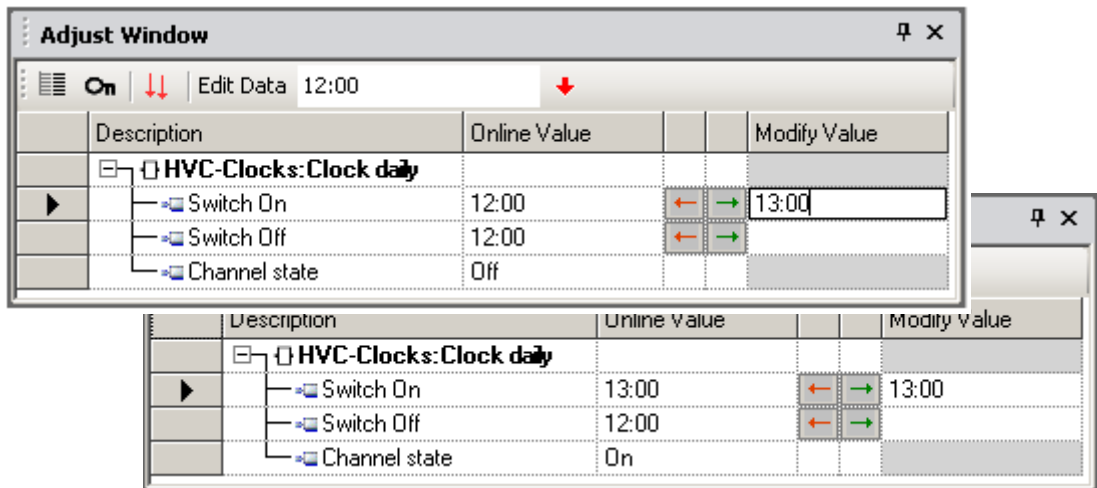 Adjust Window
Edit Data 12:00
Description Online Value Modify Value
HVC-Clocks:Clock daily
Switch On 12:00 13:00
Switch Off 12:00
Channel state Off
Description Online Value Modify Value
HVC-Clocks:Clock daily
Switch On 13:00 13:00
Switch Off 12:00
Channel state On